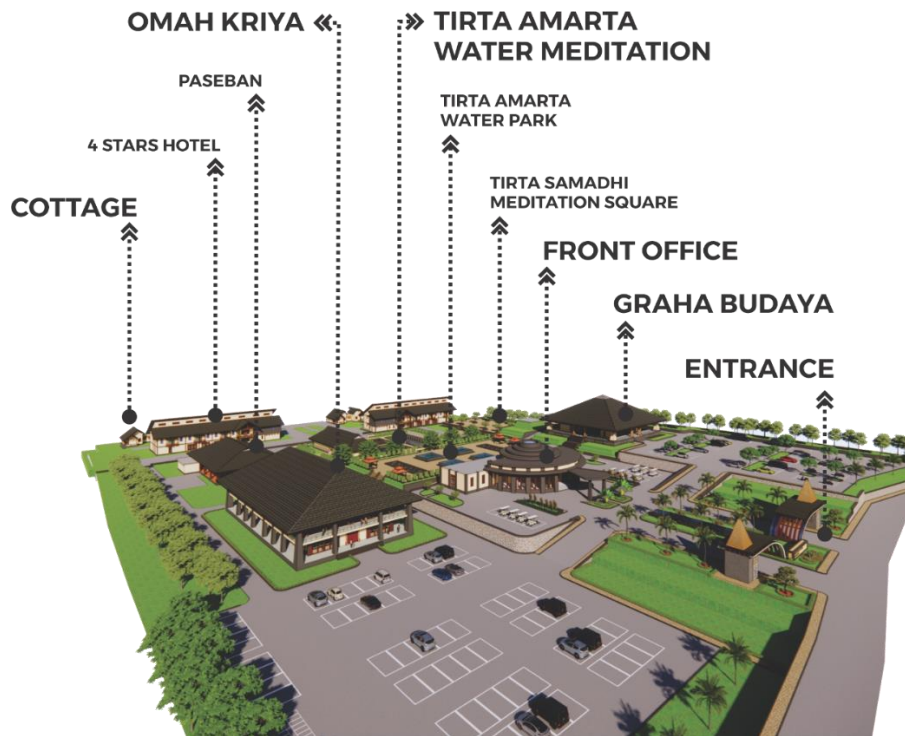 OMAH KRIYA
TIRTA AMARTA
WATER MEDITATION
PASEBAN
TIRTA AMARTA
WATER PARK
4 STARS HOTEL
TIRTA SAMADHI
MEDITATION SQUARE
COTTAGE
FRONT OFFICE
GRAHA BUDAYA
ENTRANCE